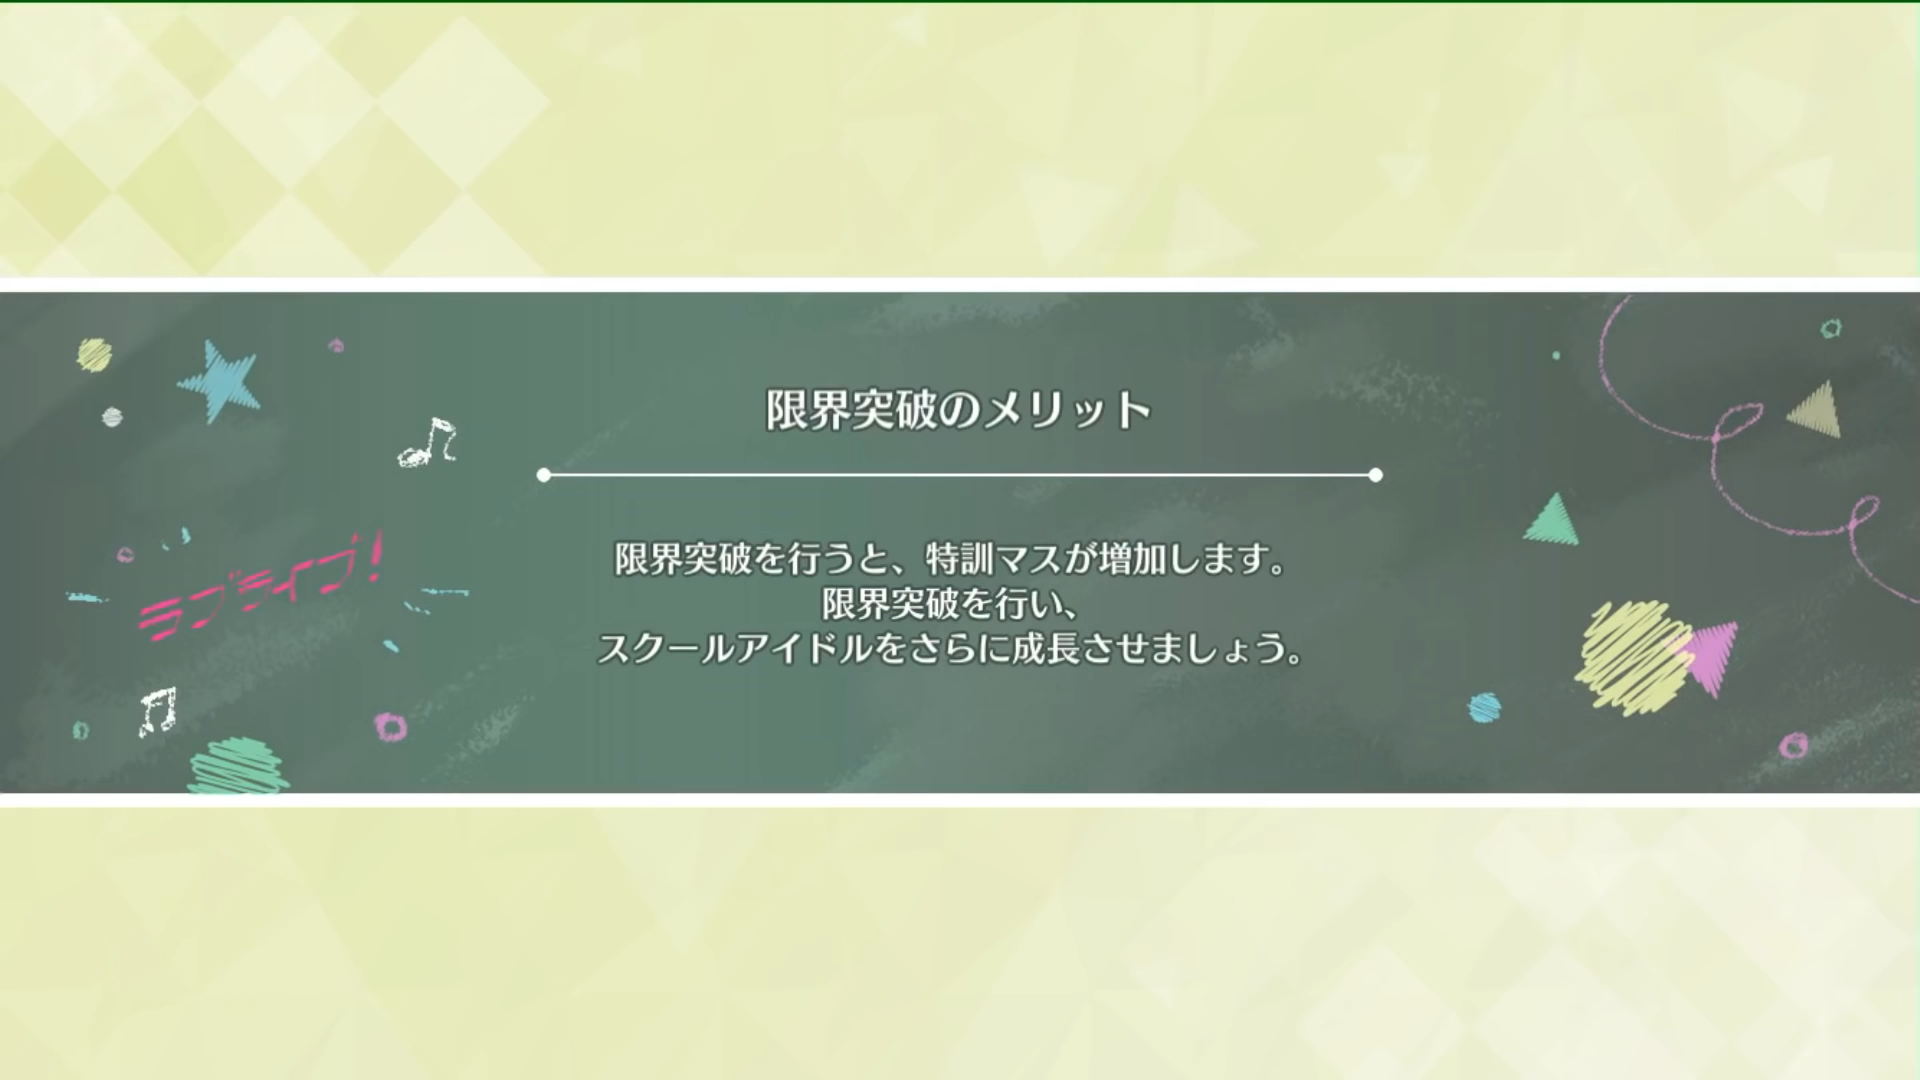 限界突破のメリット
限界突破を行うと、特訓マスが増加します。
限界突破を行い、
スクールアイドルをさらに成長させましょう。
ラブライブ!